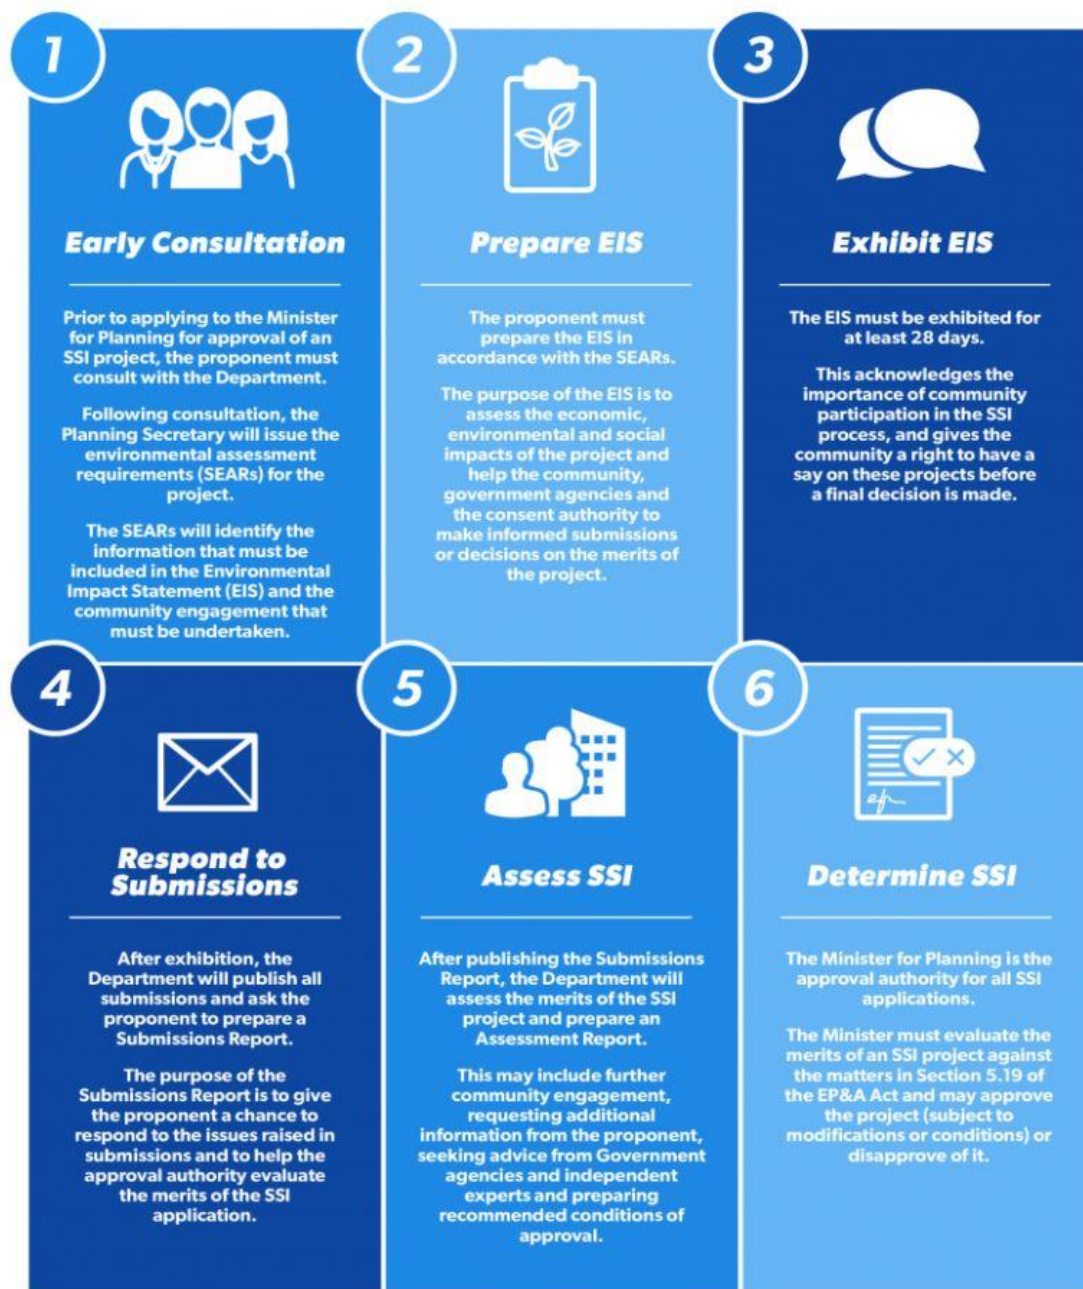 1
Early Consultation
Prior to applying to the Minister
for Planning for approval of an
SSI project, the proponent must
consult with the Department.
Following consultation, the
Planning Secretary will issue the
environmental assessment
requirements (SEARs) for the
project.
The SEARs will identify the
information that must be
included in the Environmental
Impact Statement (EIS) and the
community engagement that
must be undertaken.
2
Prepare EIS
The proponent must
prepare the EIS in
accordance with the SEARs.
The purpose of the EIS is to
assess the economic,
environmental and social
impacts of the project and
help the community,
government agencies and
the consent authority to
make informed submissions
or decisions on the merits of
the project.
3
Exhibit EIS
The EIS must be exhibited for
at least 28 days.
This acknowledges the
importance of community
participation in the SSI
process, and gives the
community a right to have a
say on these projects before
a final decision is made.
4
Respond to
Submissions
After exhibition, the
Department will publish all
submissions and ask the
proponent to prepare a
Submissions Report.
The purpose of the
Submissions Report is to give
the proponent a chance to
respond to the issues raised in
submissions and to help the
approval authority evaluate
the merits of the SSI
application.
5
Assess SSI
After publishing the Submissions
Report, the Department will
assess the merits of the SSI
project and prepare an
Assessment Report.
This may include further
community engagement,
requesting additional
information from the proponent,
seeking advice from Government
agencies and independent
experts and preparing
recommended conditions of
approval.
6
Determine SSI
The Minister for Planning is the
approval authority for all SSI
applications.
The Minister must evaluate the
merits of an SSI project against
the matters in Section 5.19 of
the EP&A Act and may approve
the project (subject to
modifications or conditions) or
disapprove of it.